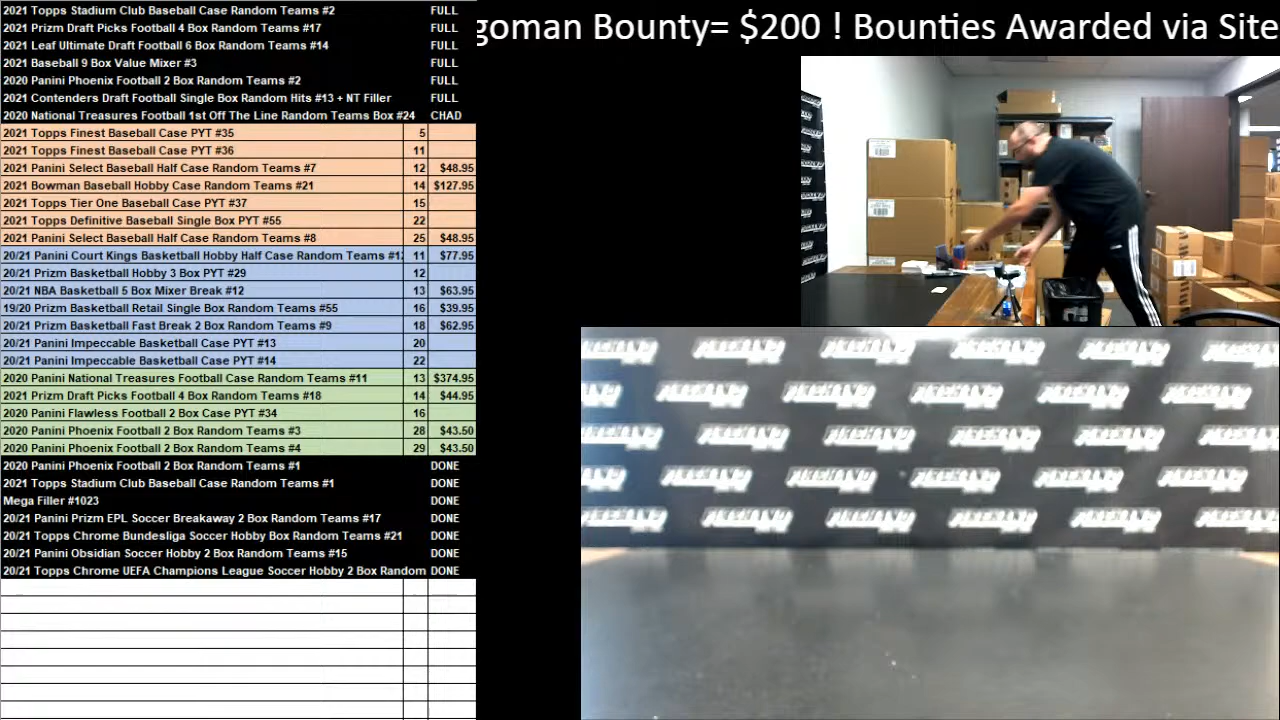 goman Bounty= $200 ! Bounties Awarded via Site
2021 Topps Stadium Club Baseball Case Random Teams #2 FULL
2021 Prizm Draft Picks Football 4 Box Random Teams #17 FULL
2021 Leaf Ultimate Draft Football 6 Box Random Teams #14 FULL
2021 Baseball 9 Box Value Mixer #3 FULL
2020 Panini Phoenix Football 2 Box Random Teams #2 FULL
2021 Contenders Draft Football Single Box Random Hits #13 + NT Filler FULL
2020 National Treasures Football 1st Off The Line Random Teams Box #24 CHAD
2021 Topps Finest Baseball Case PYT #35 5
2021 Topps Finest Baseball Case PYT #36 11
2021 Panini Select Baseball Half Case Random Teams #7 12 $48.95
2021 Bowman Baseball Hobby Case Random Teams #21 14 $127.95
2021 Topps Tier One Baseball Case PYT #37 15
2021 Topps Definitive Baseball Single Box PYT #55 22
2021 Panini Select Baseball Half Case Random Teams #8 25 $48.95
20/21 Panini Court Kings Basketball Hobby Half Case Random Teams #1 11 $77.95
20/21 Prizm Basketball Hobby 3 Box PYT #29 12
20/21 NBA Basketball 5 Box Mixer Break #12 13 $63.95
19/20 Prizm Basketball Retail Single Box Random Teams #55 16 $39.95
20/21 Prizm Basketball Fast Break 2 Box Random Teams #9 18 $62.95
20/21 Panini Impeccable Basketball Case PYT #13 20
20/21 Panini Impeccable Basketball Case PYT #14 22
2020 Panini National Treasures Football Case Random Teams #11 13 $374.95
2021 Prizm Draft Picks Football 4 Box Random Teams #18 14 $44.95
2020 Panini Flawless Football 2 Box Case PYT #34 16
2020 Panini Phoenix Football 2 Box Random Teams #3 28 $43.50
2020 Panini Phoenix Football 2 Box Random Teams #4 29 $43.50
2020 Panini Phoenix Football 2 Box Random Teams #1 DONE
2021 Topps Stadium Club Baseball Case Random Teams #1 DONE
Mega Filler #1023 DONE
20/21 Panini Prizm EPL Soccer Breakaway 2 Box Random Teams #17 DONE
20/21 Topps Chrome Bundesliga Soccer Hobby Box Random Teams #21 DONE
20/21 Panini Obsidian Soccer Hobby 2 Box Random Teams #15 DONE
20/21 Topps Chrome UEFA Champions League Soccer Hobby 2 Box Random DONE